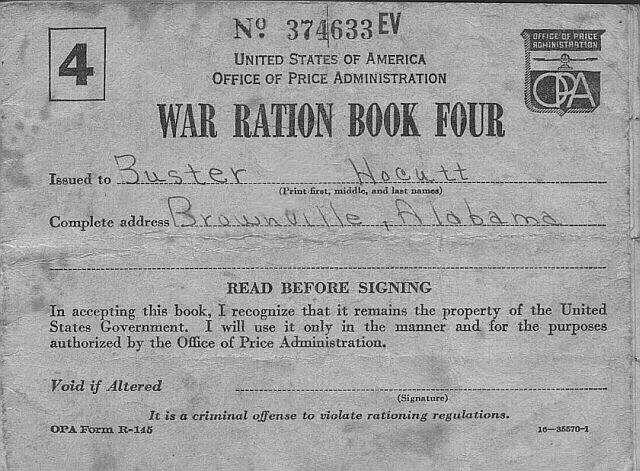 4
Nº 374633 EV
UNITED STATES OF AMERICA
OFFICE OF PRICE ADMINISTRATION
OFFICE OF PRICE
ADMINISTRATION
OPA
WAR RATION BOOK FOUR
Issued to Buster Hocutt
(Print first, middle, and last names)
Complete address Brownville, Alabama
READ BEFORE SIGNING
In accepting this book, I recognize that it remains the property of the United
States Government. I will use it only in the manner and for the purposes
authorized by the Office of Price Administration.
Void if Altered
(Signature)
It is a criminal offense to violate rationing regulations.
OPA Form R-145
16—35570-1